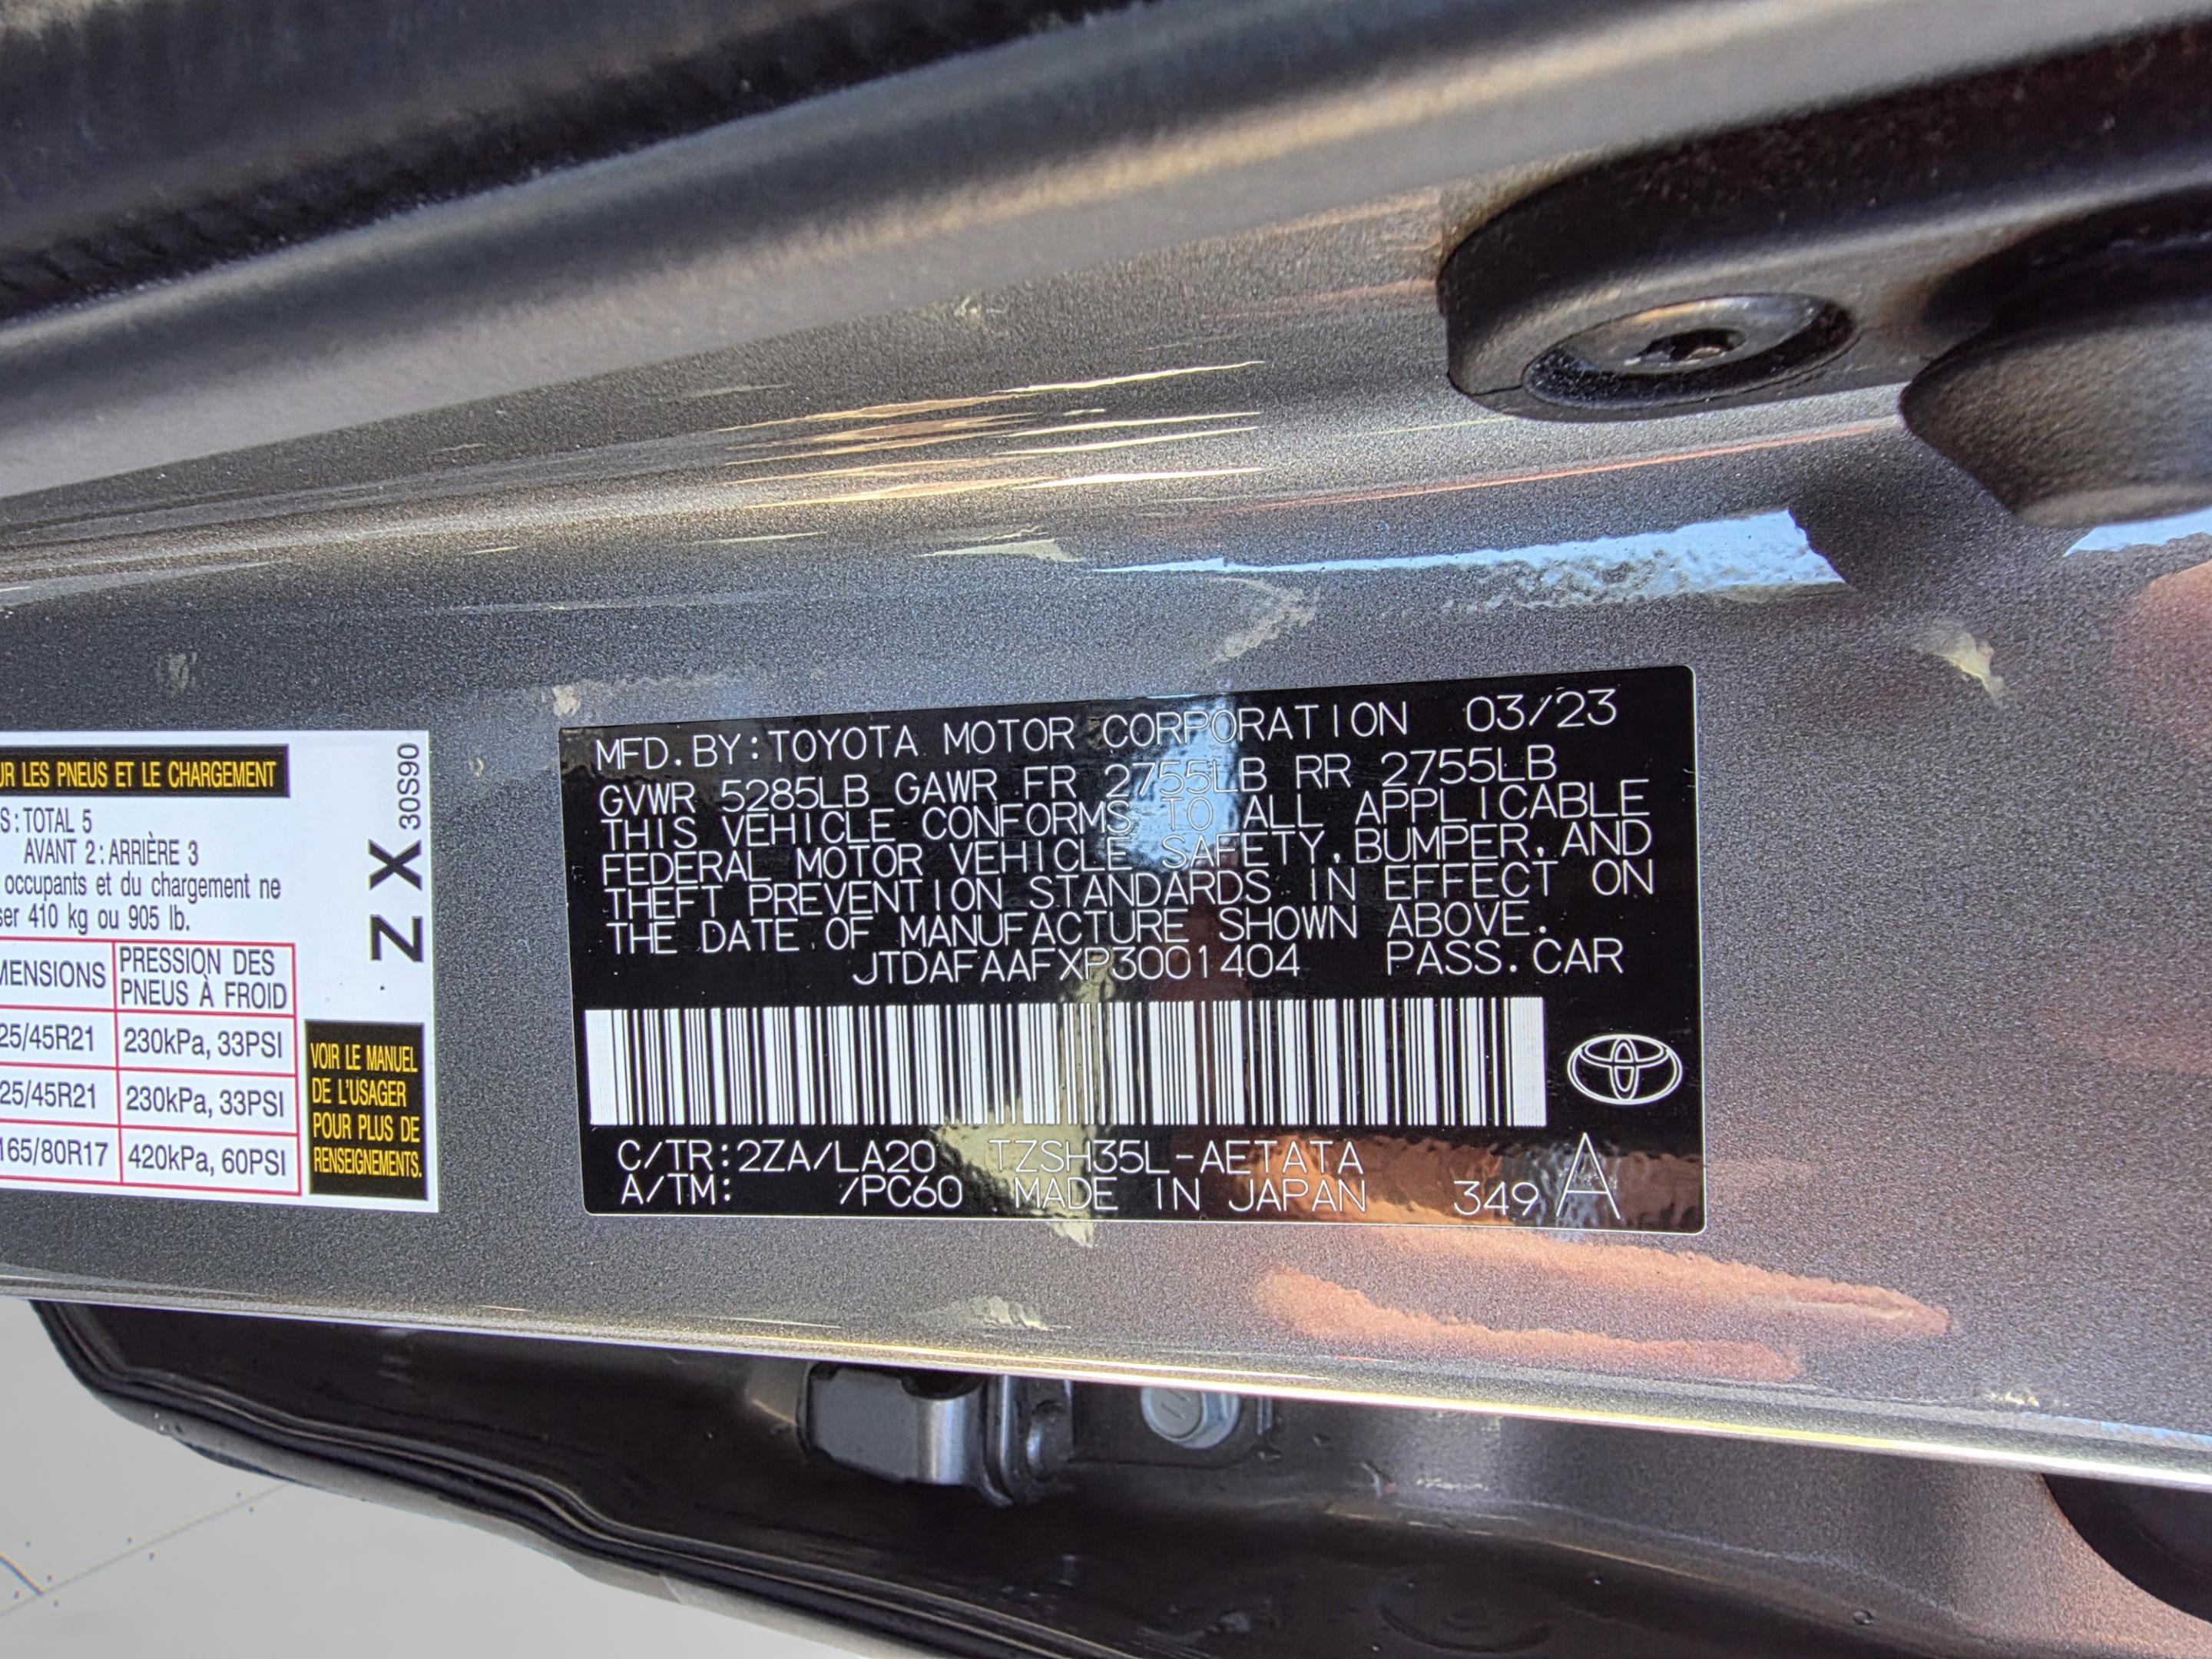 UR LES PNEUS ET LE CHARGEMENT
S: TOTAL 5
AVANT 2: ARRIÈRE 3
occupants et du chargement ne
ser 410 kg ou 905 lb.
MENSIONS PRESSION DES PNEUS À FROID
25/45R21 230kPa, 33PSI
25/45R21 230kPa, 33PSI
165/80R17 420kPa, 60PSI
ZX 30S90
VOIR LE MANUEL
DE L'USAGER
POUR PLUS DE
RENSEIGNEMENTS.
MFD. BY: TOYOTA MOTOR CORPORATION 03/23
GVWR 5285LB GAWR FR 2755LB RR 2755LB
THIS VEHICLE CONFORMS TO ALL APPLICABLE
FEDERAL MOTOR VEHICLE SAFETY, BUMPER, AND
THEFT PREVENTION STANDARDS IN EFFECT ON
THE DATE OF MANUFACTURE SHOWN ABOVE.
JTDAFAAFXP3001404 PASS. CAR
C/TR: 2ZA/LA20 TZSH35L-AETATA
A/TM: /PC60 MADE IN JAPAN 349 A